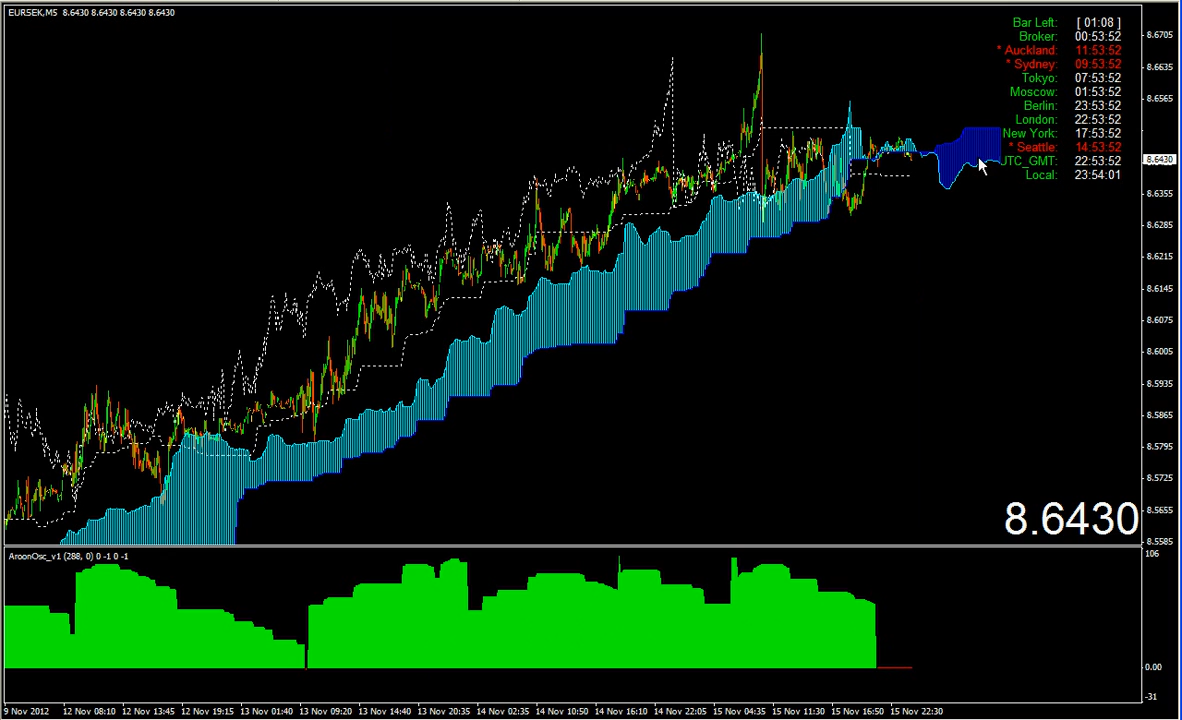 EURSEK,M5 8.6430 8.6430 8.6430 8.6430
Bar Left: [ 01:08 ]
Broker: 00:53:52
* Auckland: 11:53:52
* Sydney: 09:53:52
Tokyo: 07:53:52
Moscow: 01:53:52
Berlin: 23:53:52
London: 22:53:52
New York: 17:53:52
* Seattle: 14:53:52
UTC_GMT: 22:53:52
Local: 23:54:01
8.6705
8.6635
8.6565
8.6430
8.6355
8.6285
8.6215
8.6145
8.6075
8.6005
8.5935
8.5865
8.5795
8.5725
8.5655
8.5585
8.6430
AroonOsc_v1 (288, 0) 0 -1 0 -1
106
0.00
-31
9 Nov 2012 12 Nov 08:10 12 Nov 13:45 12 Nov 19:15 13 Nov 01:40 13 Nov 09:20 13 Nov 14:40 13 Nov 20:35 14 Nov 02:35 14 Nov 10:50 14 Nov 16:10 14 Nov 22:05 15 Nov 04:35 15 Nov 11:30 15 Nov 16:50 15 Nov 22:30